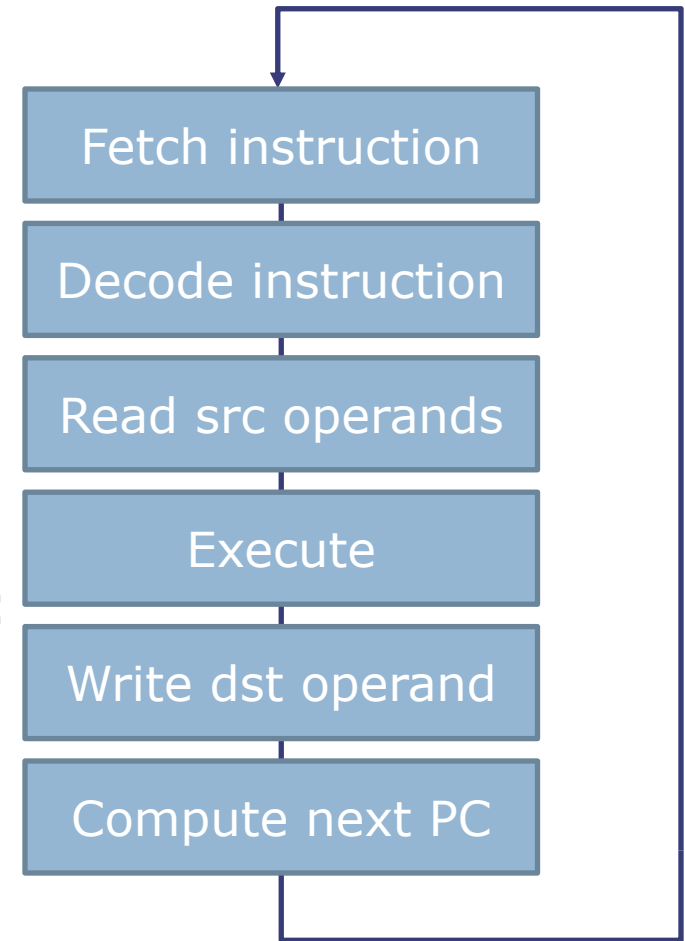 Fetch instruction
Decode instruction
Read src operands
Execute
Write dst operand
Compute next PC